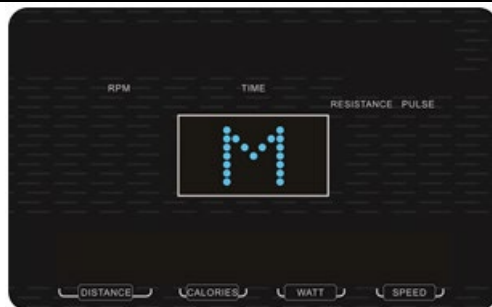 RPM TIME
RESISTANCE PULSE
M
DISTANCE CALORIES WATT SPEED